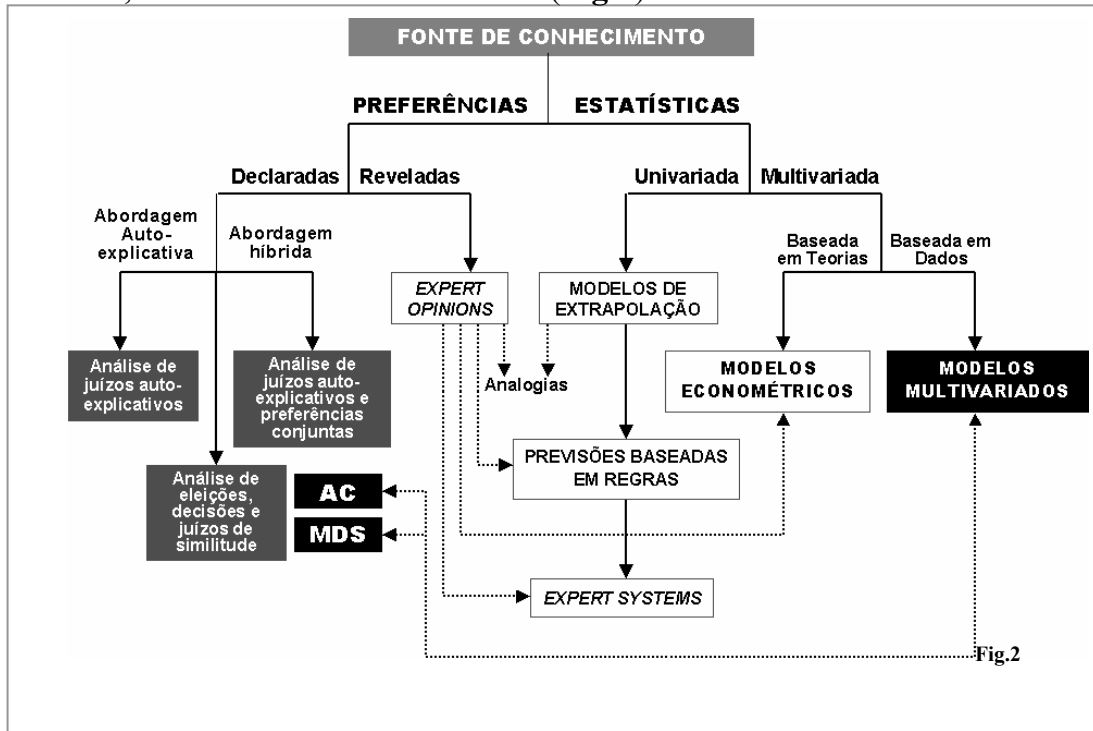 FONTE DE CONHECIMENTO
PREFERÊNCIAS ESTATÍSTICAS
Declaradas Reveladas
Univariada Multivariada
Abordagem
Auto-
explicativa
Abordagem
híbrida
Baseada
em Teorias
Baseada em
Dados
EXPERT
OPINIONS
MODELOS DE
EXTRAPOLAÇÃO
Análise de
juízos auto-
explicativos
Análise de
juízos auto-
explicativos e
preferências
conjuntas
Analogias
MODELOS
ECONOMÉTRICOS
MODELOS
MULTIVARIADOS
PREVISÕES BASEADAS
EM REGRAS
Análise de
eleições,
decisões e
juízos de
similitude
AC
MDS
EXPERT SYSTEMS
Fig.2